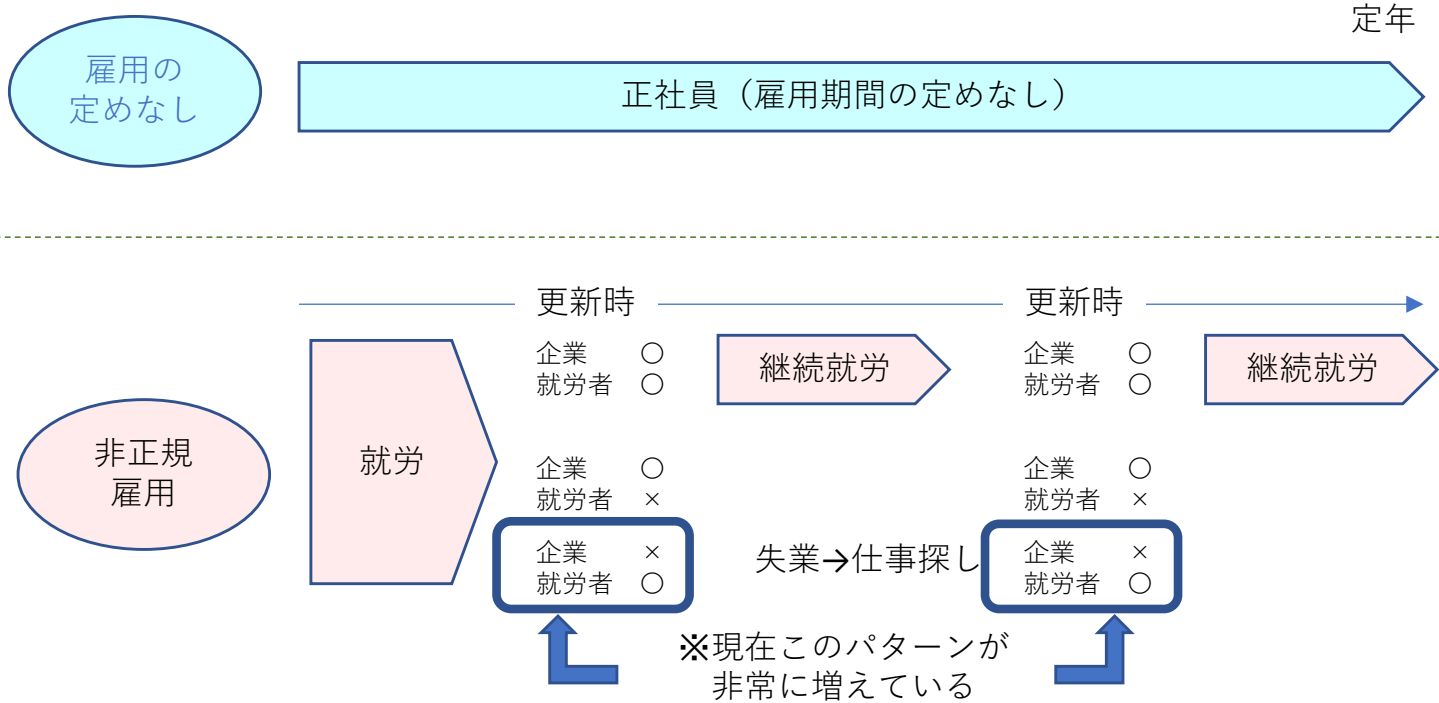 定年
雇用の
定めなし
正社員（雇用期間の定めなし）
更新時
更新時
企業 〇
就労者 〇
継続就労
企業 〇
就労者 〇
継続就労
非正規
雇用
就労
企業 〇
就労者 ×
企業 〇
就労者 ×
企業 ×
就労者 〇
失業→仕事探し
企業 ×
就労者 〇
※現在このパターンが
非常に増えている